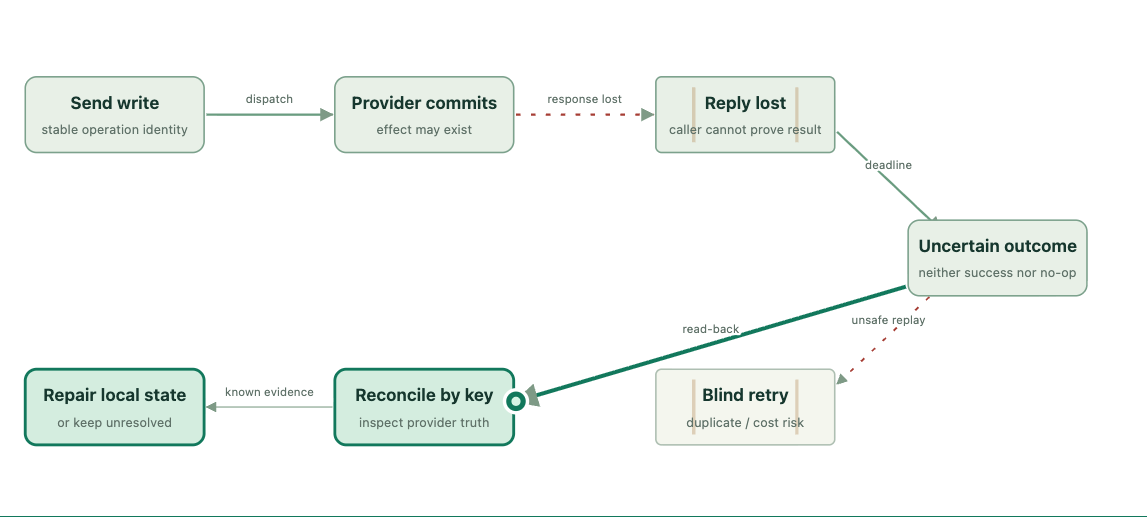 Send write
stable operation identity
dispatch
Provider commits
effect may exist
response lost
Reply lost
caller cannot prove result
deadline
Uncertain outcome
neither success nor no-op
read-back
unsafe replay
Repair local state
or keep unresolved
known evidence
Reconcile by key
inspect provider truth
Blind retry
duplicate / cost risk